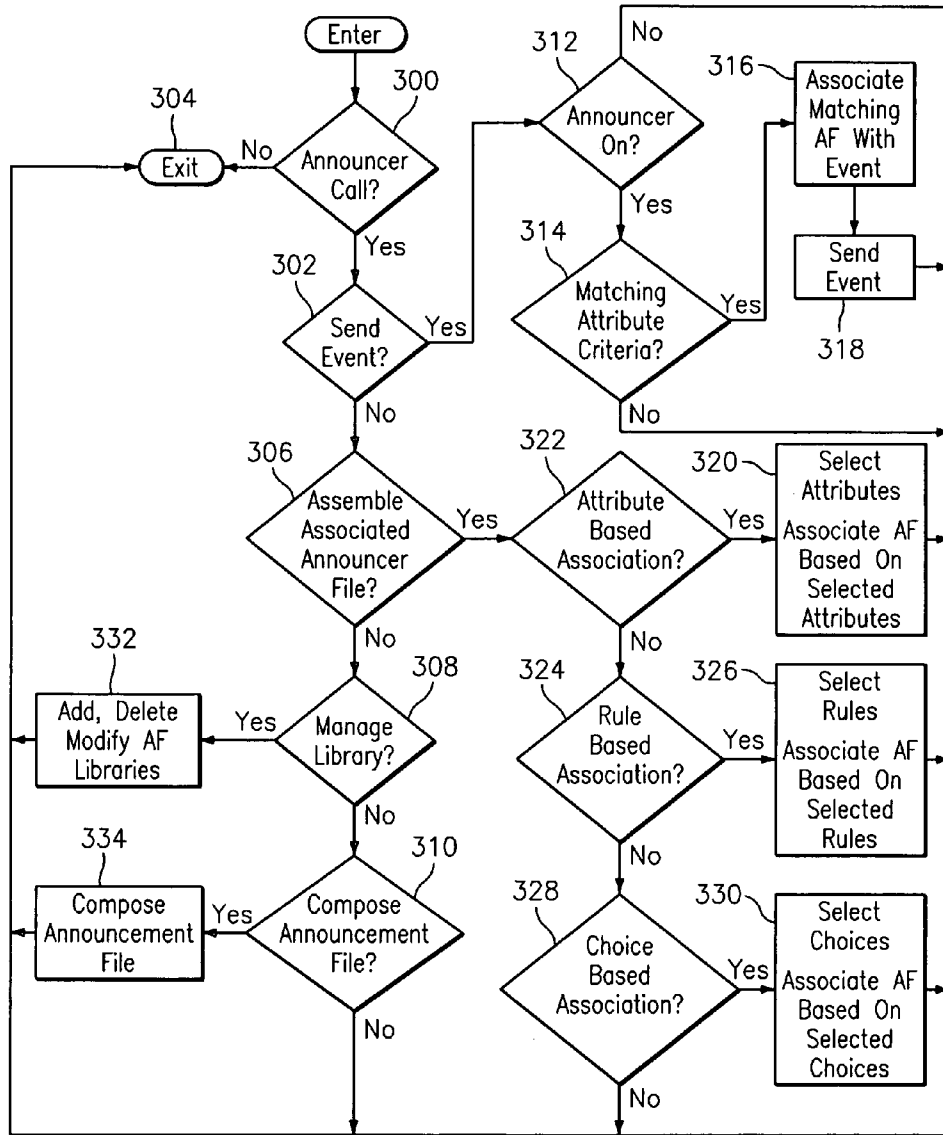 Enter
300
304
Exit
No
Announcer
Call?
Yes
302
Send
Event?
Yes
No
312
No
Announcer
On?
Yes
314
Matching
Attribute
Criteria?
Yes
No
316
Associate
Matching
AF With
Event
Send
Event
318
306
Assemble
Associated
Announcer
File?
Yes
No
322
Attribute
Based
Association?
Yes
No
320
Select
Attributes
Associate AF
Based On
Selected
Attributes
332
Add, Delete
Modify AF
Libraries
Yes
308
Manage
Library?
No
324
Rule
Based
Association?
Yes
No
326
Select
Rules
Associate AF
Based On
Selected
Rules
334
Compose
Announcement
File
Yes
310
Compose
Announcement
File?
No
328
Choice
Based
Association?
Yes
No
330
Select
Choices
Associate AF
Based On
Selected
Choices